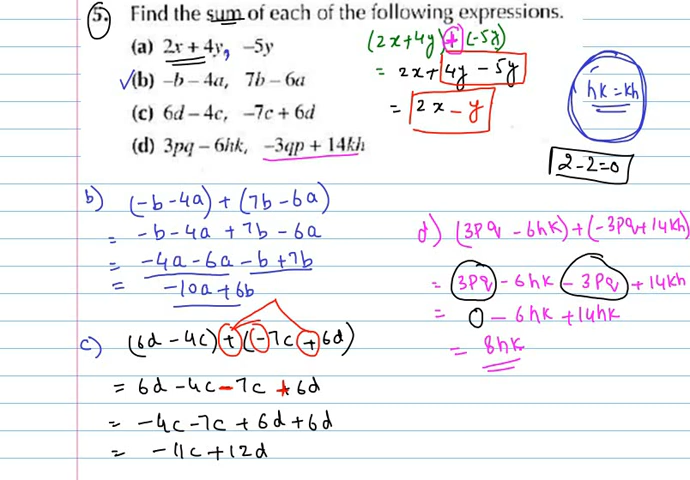 5. Find the sum of each of the following expressions.
(a) 2x + 4y, −5y
(b) −b − 4a, 7b − 6a
(c) 6d − 4c, −7c + 6d
(d) 3pq − 6hk, −3qp + 14kh
(2x+4y)+(-5y)
= 2x+4y-5y
= 2x-y
hk=kh
2-2=0
b) (-b-4a)+(7b-6a)
= -b-4a+7b-6a
= -4a-6a-b+7b
= -10a+6b
c) (6d-4c)+(-7c+6d)
= 6d-4c-7c+6d
= -4c-7c+6d+6d
= -11c+12d
d) (3pq-6hk)+(-3pq+14kh)
= 3pq-6hk-3pq+14kh
= 0-6hk+14hk
= 8hk